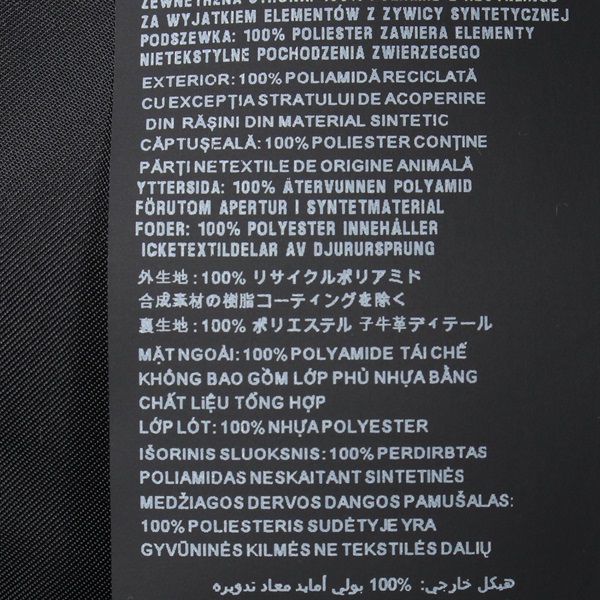 ZA WYJATKIEM ELEMENTÓW Z ZYWICY SYNTETYCZNEJ
PODSZEWKA: 100% POLIESTER ZAWIERA ELEMENTY
NIETEKSTYLNE POCHODZENIA ZWIERZECEGO
EXTERIOR: 100% POLIAMIDĂ RECICLATĂ
CU EXCEPŢIA STRATULUI DE ACOPERIRE
DIN RĂŞINI DIN MATERIAL SINTETIC
CĂPTUŞEALĂ: 100% POLIESTER CONŢINE
PĂRŢI NETEXTILE DE ORIGINE ANIMALĂ
YTTERSIDA: 100% ÅTERVUNNEN POLYAMID
FÖRUTOM APERTUR I SYNTETMATERIAL
FODER: 100% POLYESTER INNEHÅLLER
ICKETEXTILDELAR AV DJURURSPRUNG
外生地:100% リサイクルポリアミド
合成素材の樹脂コーティングを除く
裏生地:100% ポリエステル 子牛革ディテール
MẶT NGOÀI: 100% POLYAMIDE TÁI CHẾ
KHÔNG BAO GỒM LỚP PHỦ NHỰA BẰNG
CHẤT LIỆU TỔNG HỢP
LỚP LÓT: 100% NHỰA POLYESTER
IŠORINIS SLUOKSNIS: 100% PERDIRBTAS
POLIAMIDAS NESKAITANT SINTETINĖS
MEDŽIAGOS DERVOS DANGOS PAMUŠALAS:
100% POLIESTERIS SUDĖTYJE YRA
GYVŪNINĖS KILMĖS NE TEKSTILĖS DALIŲ
هيكل خارجي: 100% بولي أمايد معاد تدويره